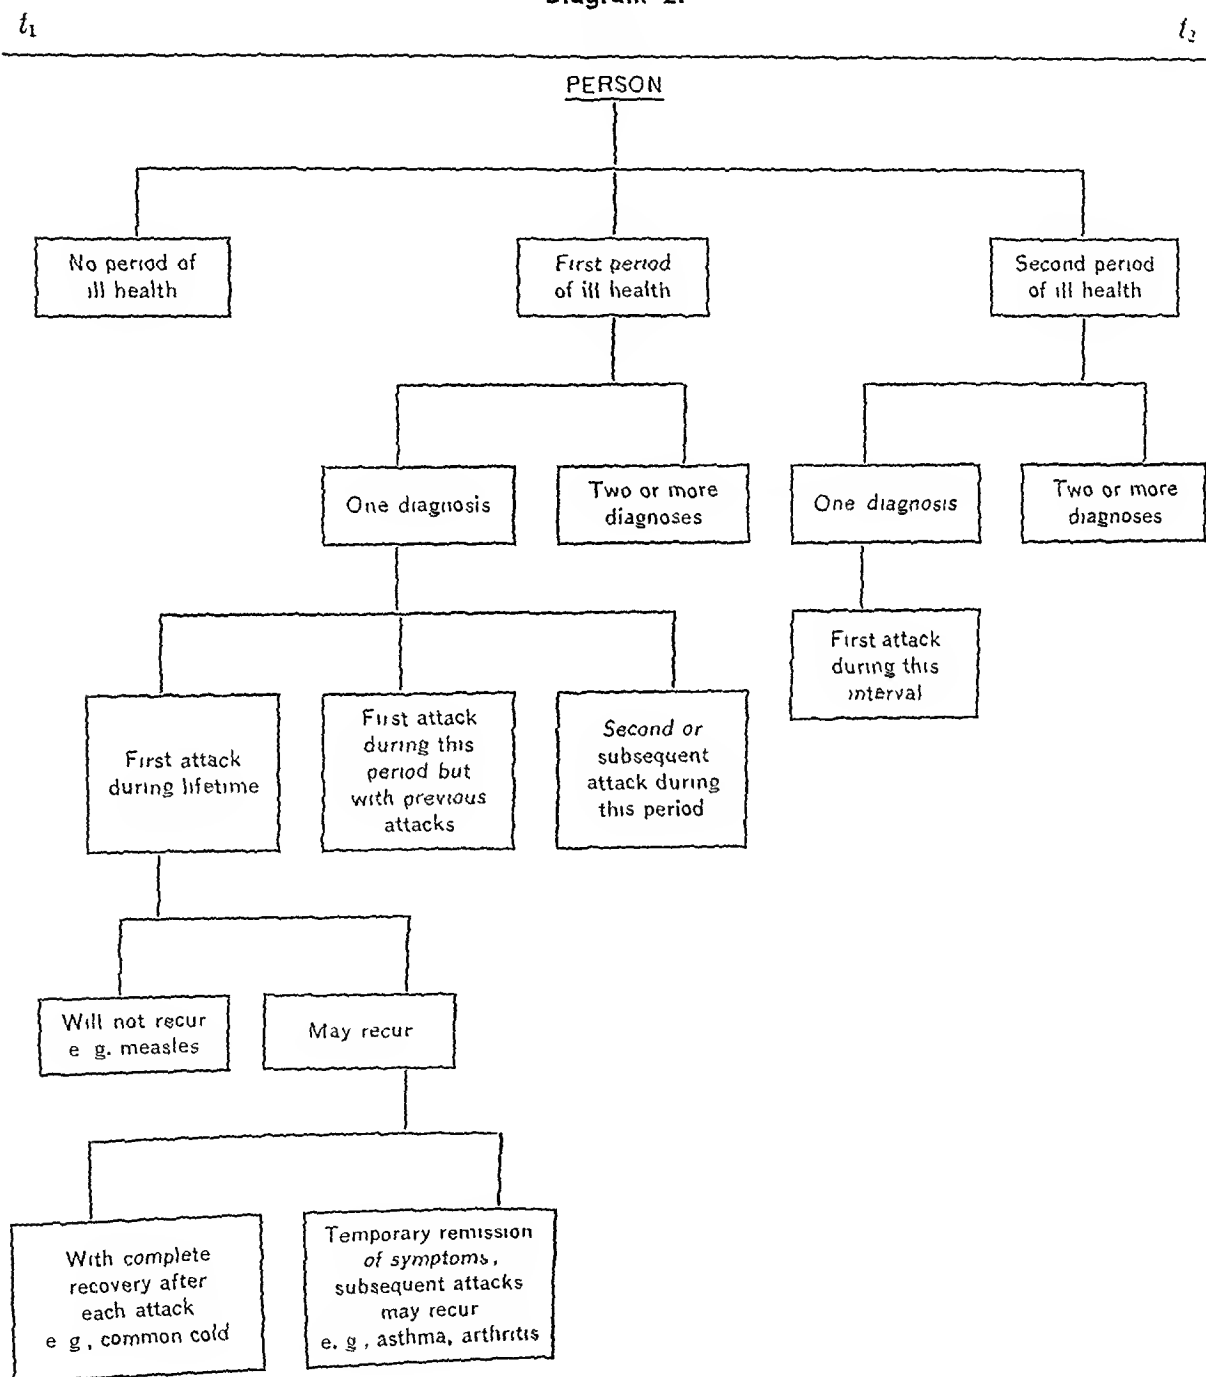 Diagram 2.
t₁ t₂
PERSON
No period of
ill health
First period
of ill health
Second period
of ill health
One diagnosis
Two or more
diagnoses
One diagnosis
Two or more
diagnoses
First attack
during this
interval
First attack
during lifetime
First attack
during this
period but
with previous
attacks
Second or
subsequent
attack during
this period
Will not recur
e g. measles
May recur
With complete
recovery after
each attack
e g, common cold
Temporary remission
of symptoms,
subsequent attacks
may recur
e. g, asthma, arthritis